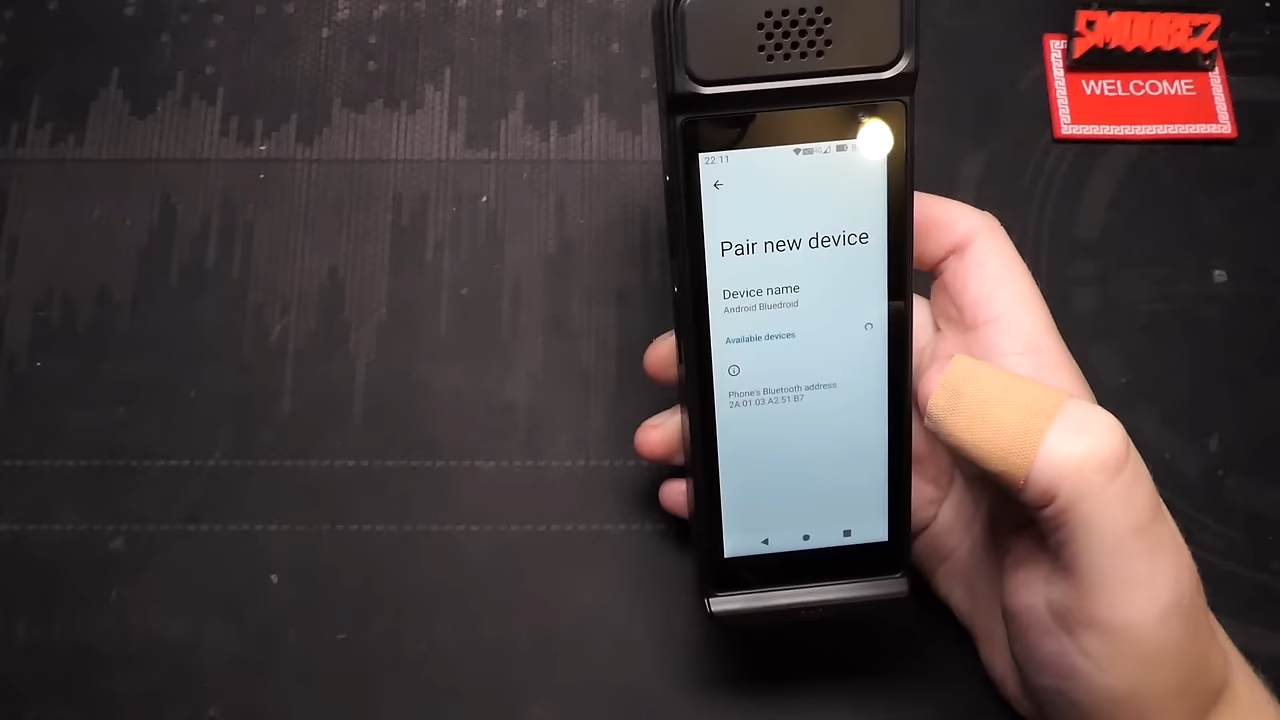 SMOOBEZ
WELCOME
22:11
Pair new device
Device name
Android Bluedroid
Available devices
Phone's Bluetooth address
2A:01:03:A2:51:B7